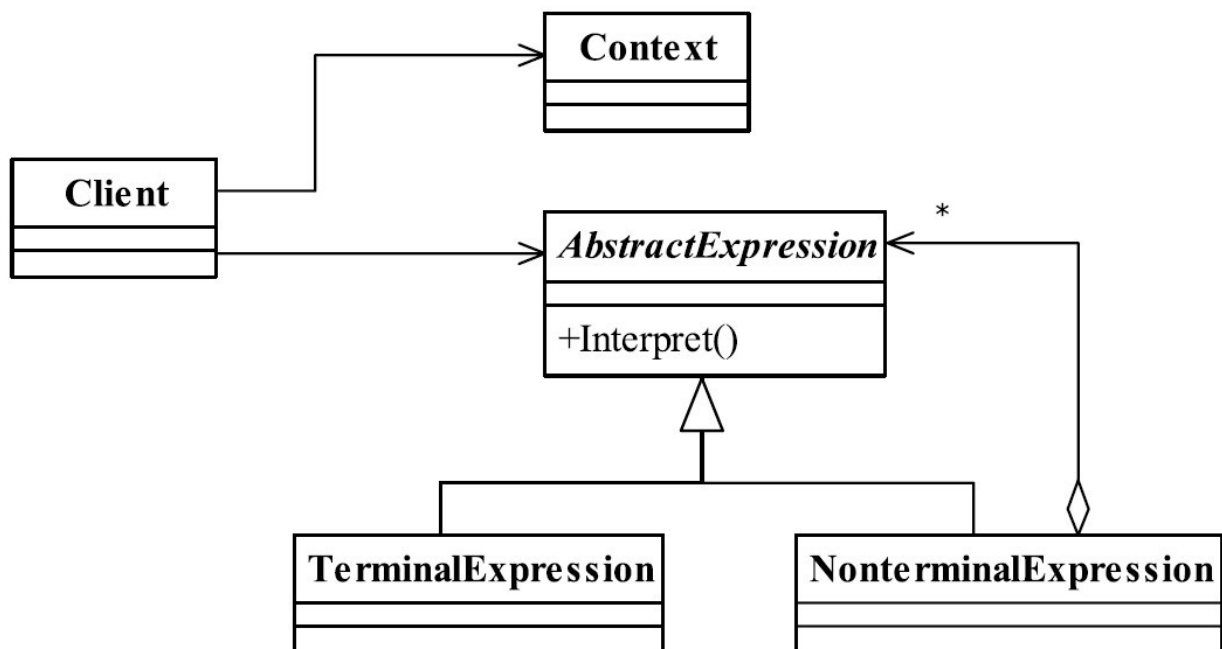 Context
Client
*
AbstractExpression
+Interpret()
TerminalExpression
NonterminalExpression